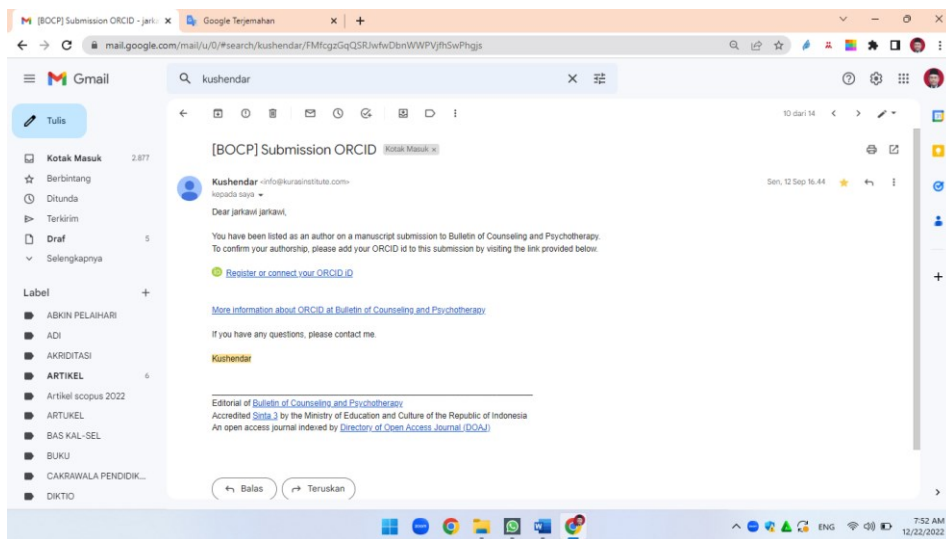 [BOCP] Submission ORCID - jarka
Google Terjemahan
mail.google.com/mail/u/0/#search/kushendar/FMfcgzGqQSRJwfwDbnWWPVjfhSwPhgjs
Gmail
kushendar
Tulis
10 dari 14
Kotak Masuk 2.877
Berbintang
Ditunda
Terkirim
Draf 5
Selengkapnya
Label
ABKIN PELAIHARI
ADI
AKRIDITASI
ARTIKEL 6
Artikel scopus 2022
ARTUKEL
BAS KAL-SEL
BUKU
CAKRAWALA PENDIDIK...
DIKTIO
[BOCP] Submission ORCID Kotak Masuk x
Kushendar <info@kurasinstitute.com>
Sen, 12 Sep 16.44
kepada saya
Dear jarkawi jarkawi,
You have been listed as an author on a manuscript submission to Bulletin of Counseling and Psychotherapy.
To confirm your authorship, please add your ORCID id to this submission by visiting the link provided below.
iD Register or connect your ORCID iD
More information about ORCID at Bulletin of Counseling and Psychotherapy
If you have any questions, please contact me.
Kushendar
Editorial of Bulletin of Counseling and Psychotherapy
Accredited Sinta 3 by the Ministry of Education and Culture of the Republic of Indonesia
An open access journal indexed by Directory of Open Access Journal (DOAJ)
Balas
Teruskan
ENG
7:52 AM
12/22/2022